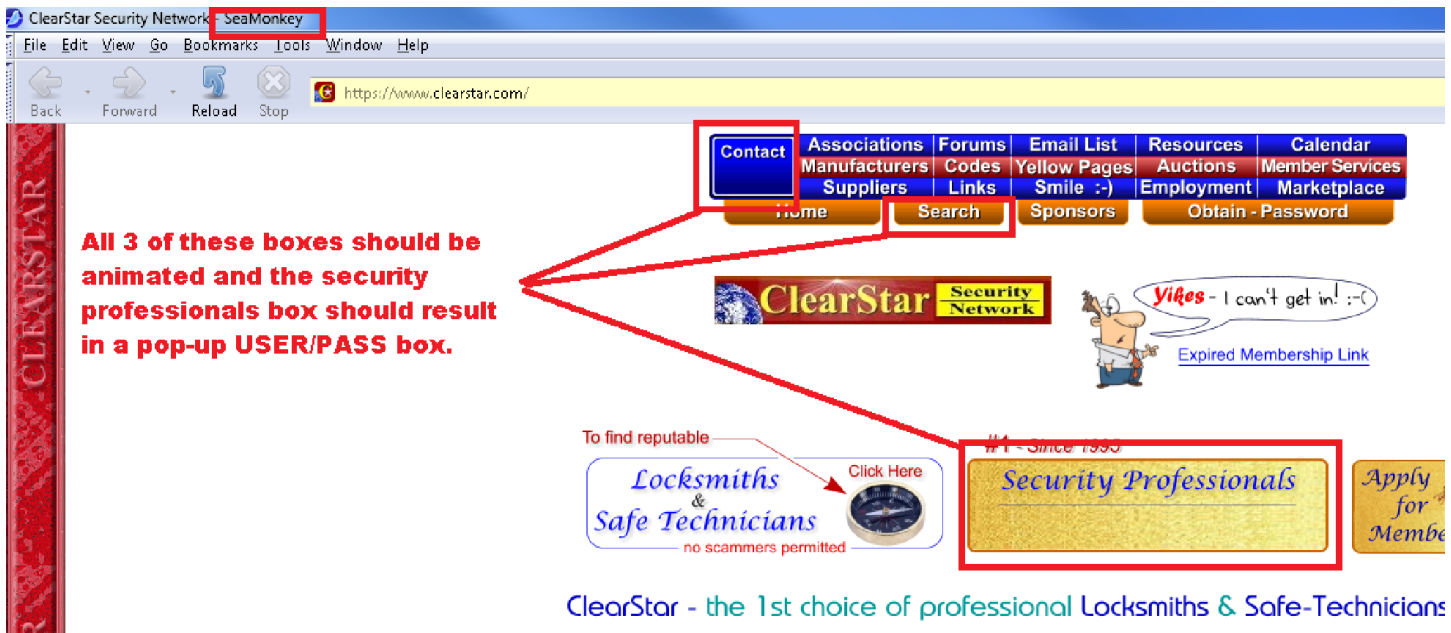 ClearStar Security Network - SeaMonkey
File Edit View Go Bookmarks Tools Window Help
Back Forward Reload Stop https://www.clearstar.com/
Contact Associations Forums Email List Resources Calendar
Manufacturers Codes Yellow Pages Auctions Member Services
Suppliers Links Smile :-) Employment Marketplace
Home Search Sponsors Obtain - Password
CLEARSTAR
All 3 of these boxes should be
animated and the security
professionals box should result
in a pop-up USER/PASS box.
ClearStar Security Network
Yikes - I can't get in! :-(
Expired Membership Link
To find reputable
Click Here
Locksmiths
&
Safe Technicians
no scammers permitted
#1 - Since 1995
Security Professionals
Apply
for
ClearStar - the 1st choice of professional Locksmiths & Safe-Technicians